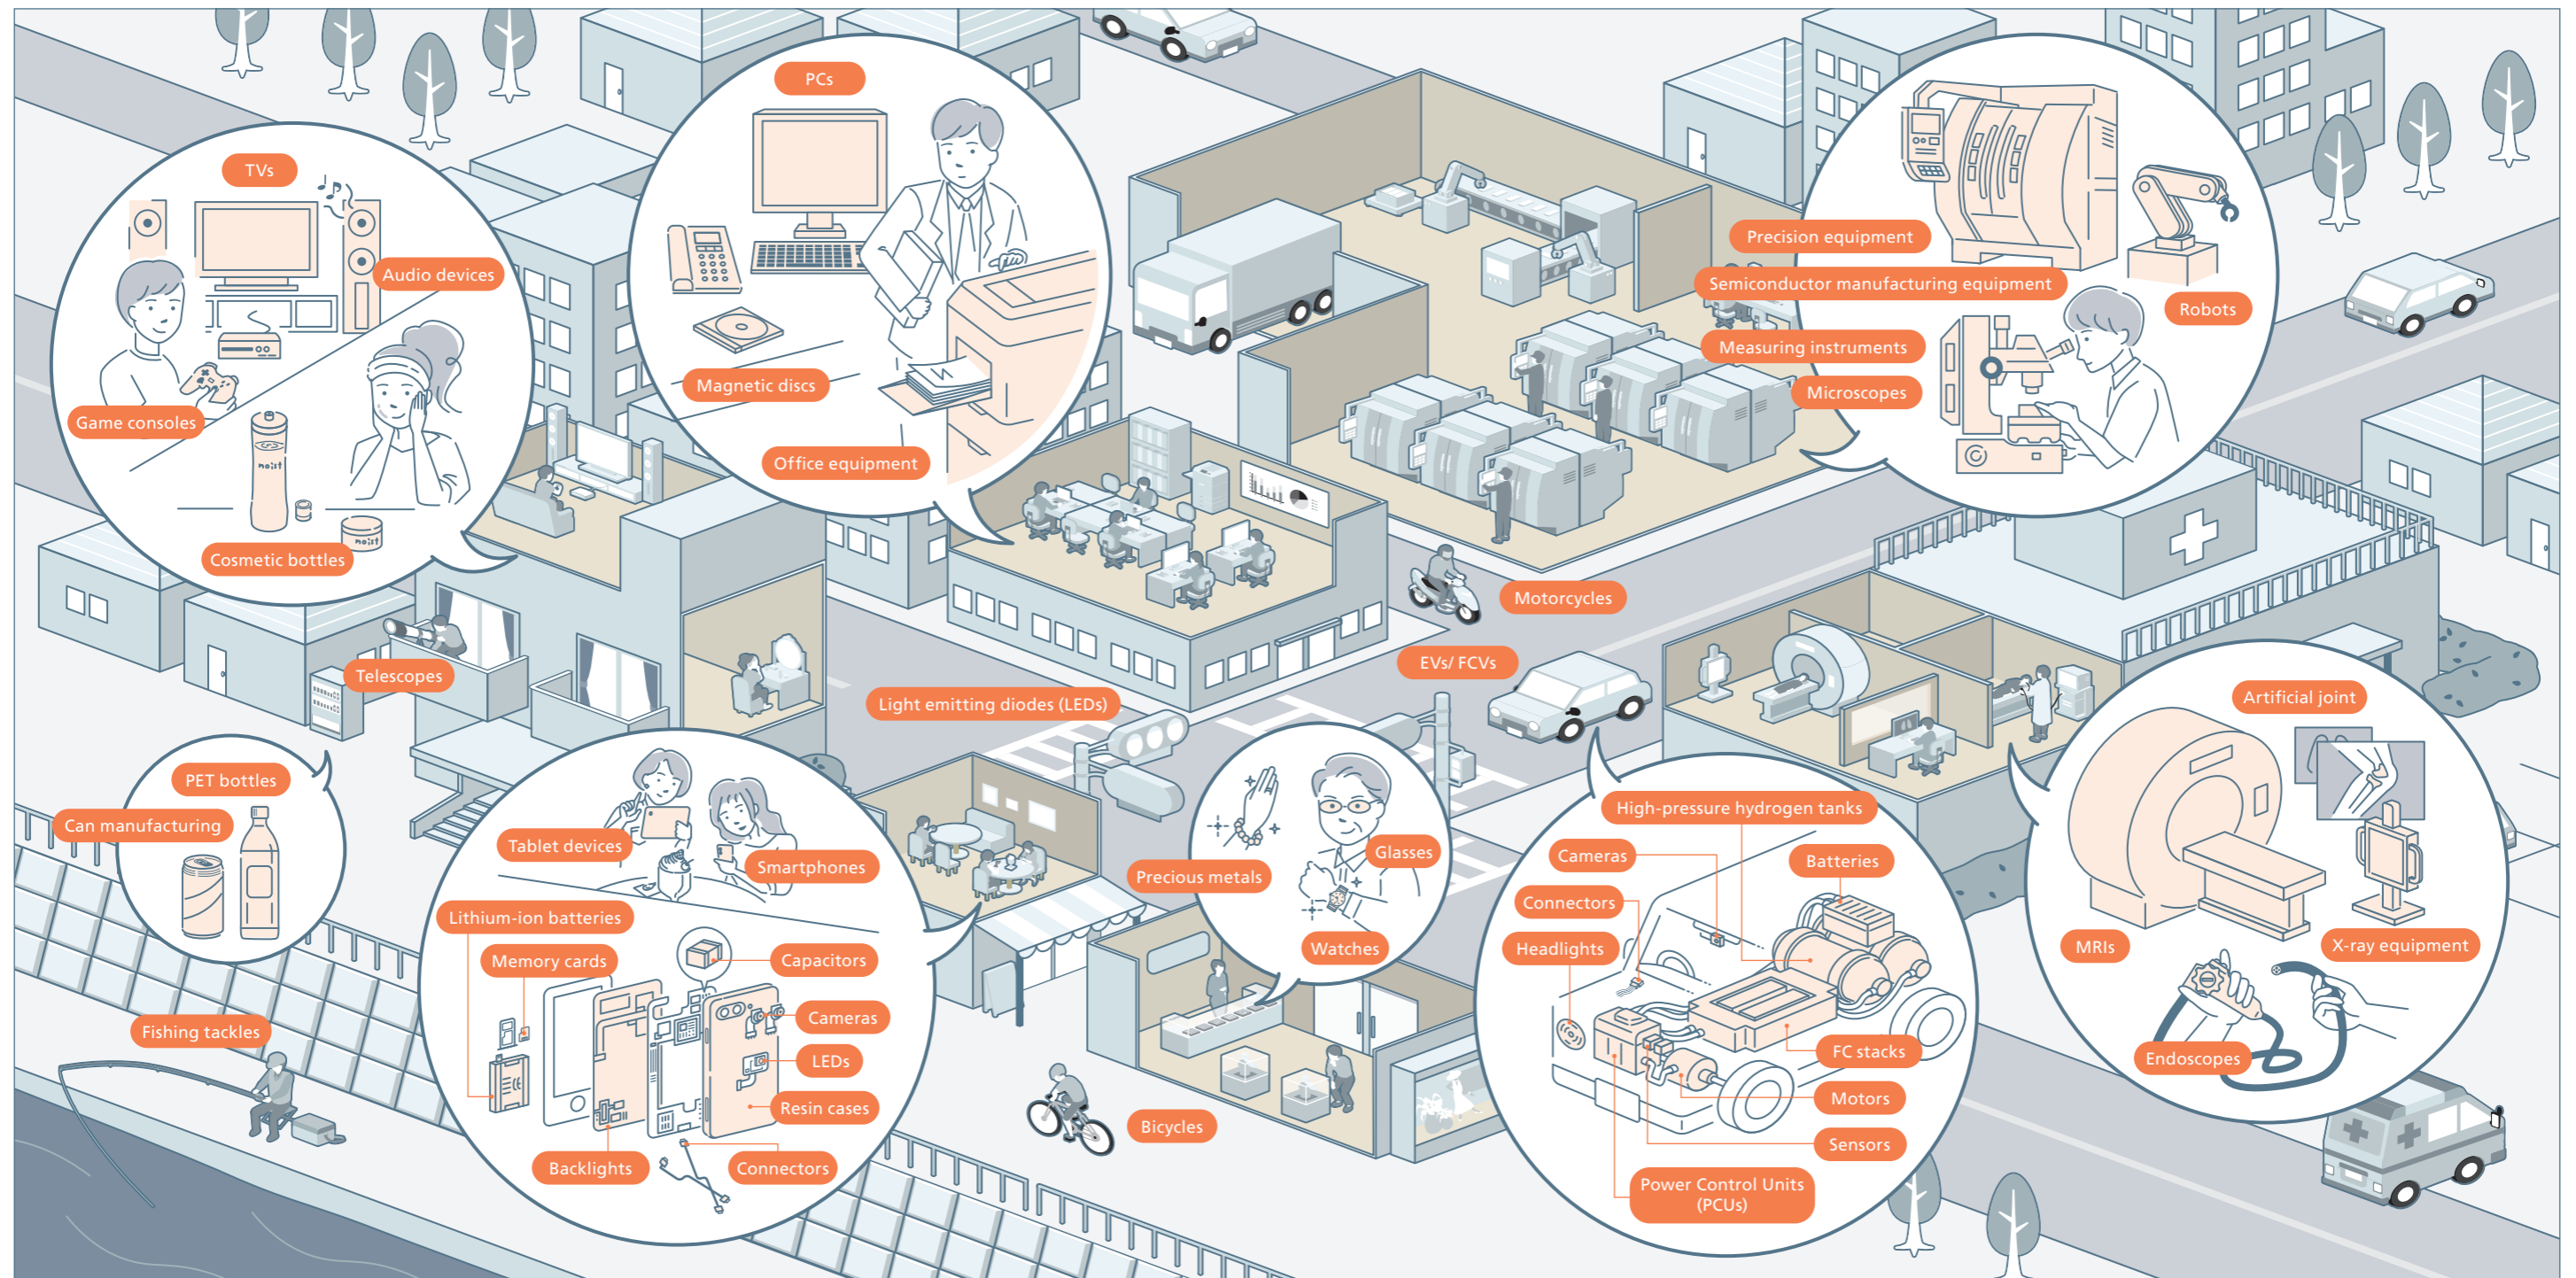 PCs
TVs
Audio devices
Game consoles
moist
moist
Cosmetic bottles
Magnetic discs
Office equipment
Precision equipment
Semiconductor manufacturing equipment
Robots
Measuring instruments
Microscopes
Motorcycles
EVs/ FCVs
Telescopes
Light emitting diodes (LEDs)
PET bottles
Can manufacturing
Fishing tackles
Tablet devices
Smartphones
Lithium-ion batteries
Memory cards
Capacitors
Cameras
LEDs
Resin cases
Backlights
Connectors
Precious metals
Glasses
Watches
Bicycles
High-pressure hydrogen tanks
Cameras
Batteries
Connectors
Headlights
FC stacks
Motors
Sensors
Power Control Units
(PCUs)
Artificial joint
MRIs
X-ray equipment
Endoscopes